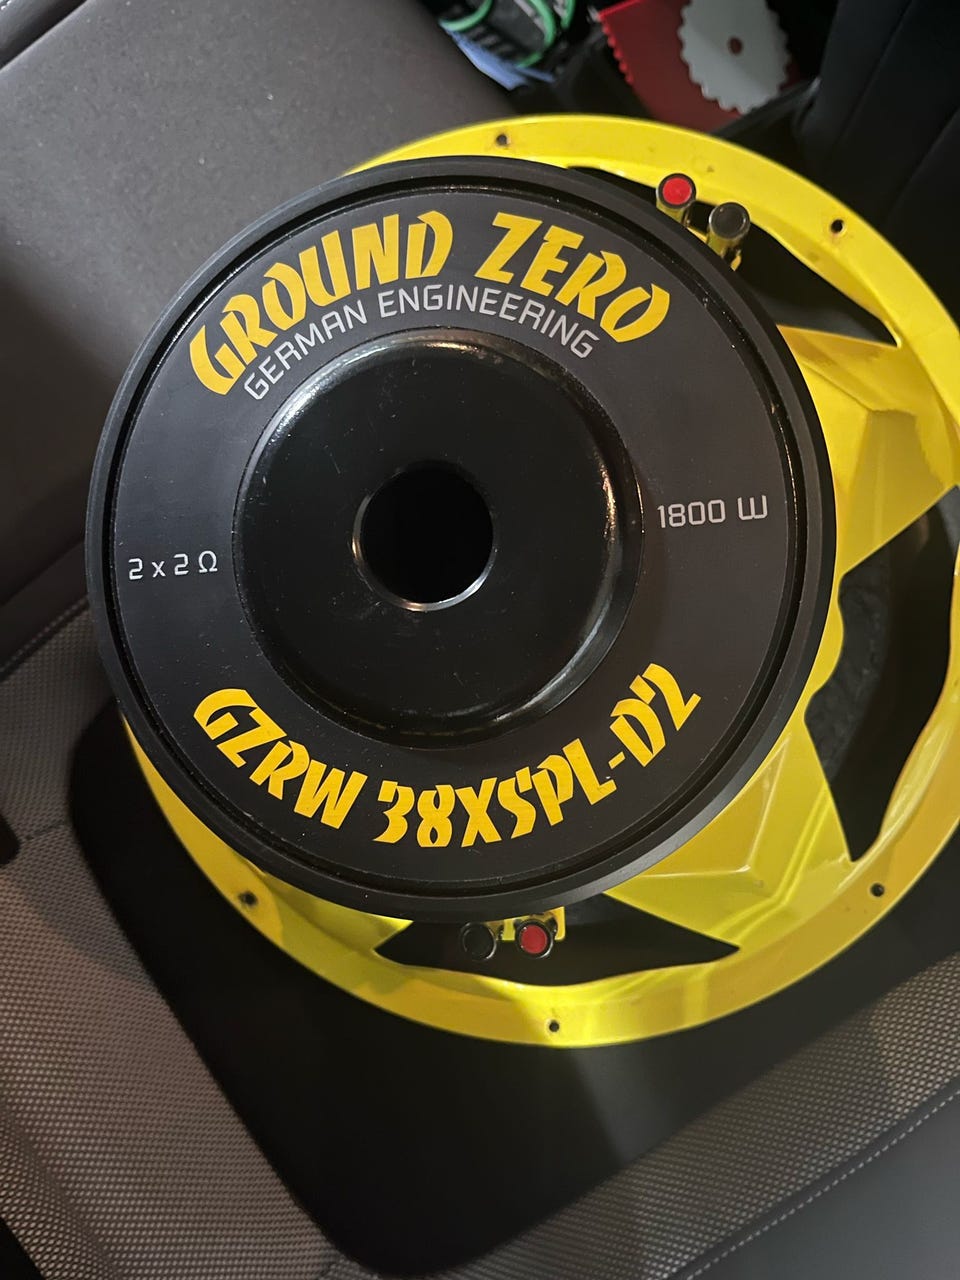 GROUND ZERO
GERMAN ENGINEERING
1800 W
2 x 2 Ω
GZRW 38XSPL-D2